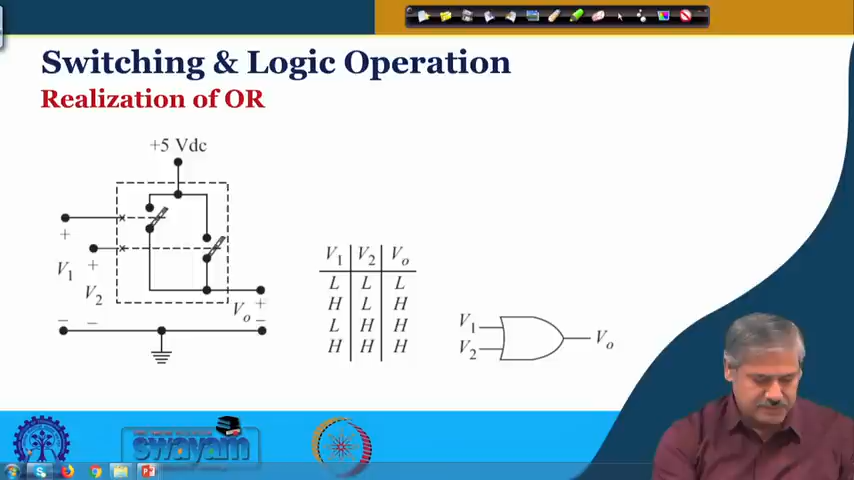 Switching & Logic Operation
Realization of OR
+5 Vdc
+
V1
+
V2
Vo
+
−
−
−
V1 V2 Vo
L L L
H L H
L H H
H H H
V1
V2
Vo
swayam